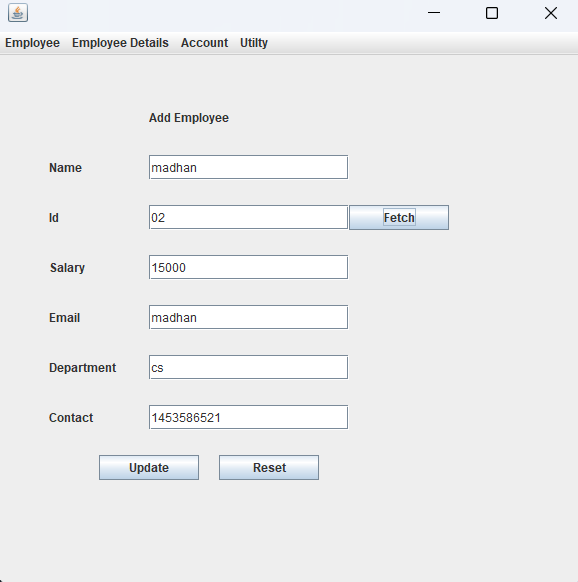 Employee Employee Details Account Utilty
Add Employee
Name madhan
Id 02 Fetch
Salary 15000
Email madhan
Department cs
Contact 1453586521
Update Reset